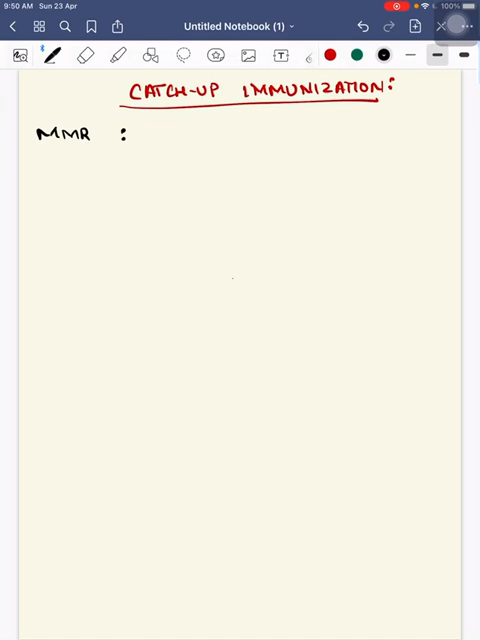 9:50 AM Sun 23 Apr
100%
Untitled Notebook (1)
CATCH-UP IMMUNIZATION:
MMR :